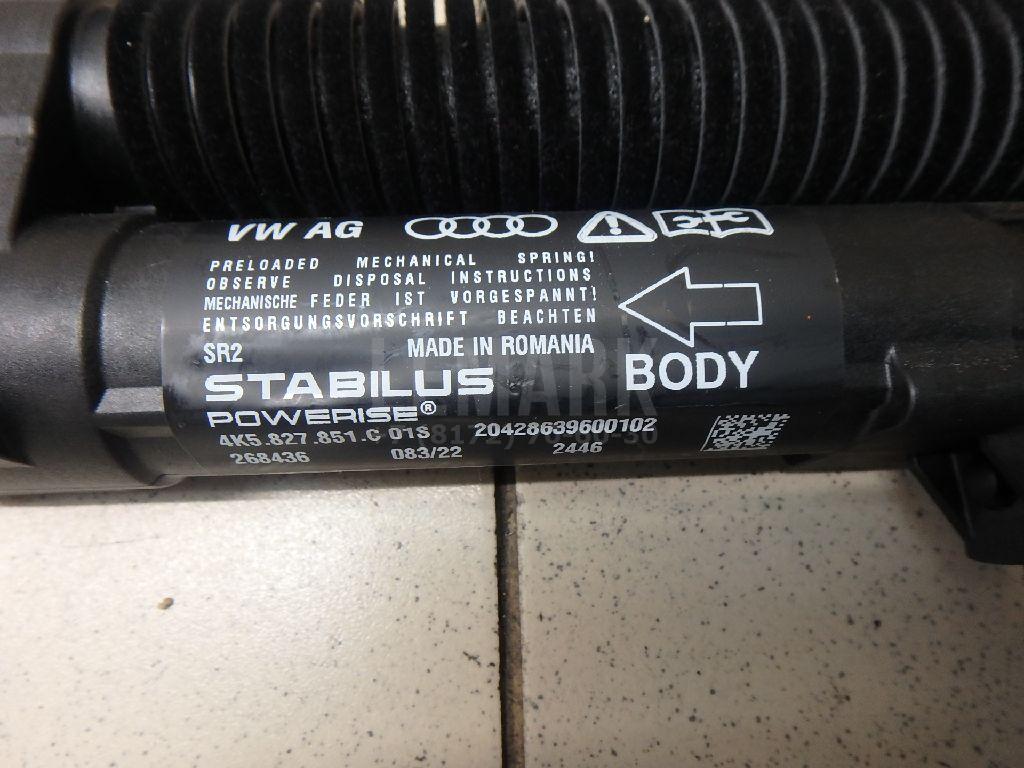 VW AG
PRELOADED MECHANICAL SPRING!
OBSERVE DISPOSAL INSTRUCTIONS
MECHANISCHE FEDER IST VORGESPANNT!
ENTSORGUNGSVORSCHRIFT BEACHTEN
SR2 MADE IN ROMANIA
BODY
STABILUS
POWERISE®
4K5.827.851.C 01S 20428639600102
268436 083/22 2446